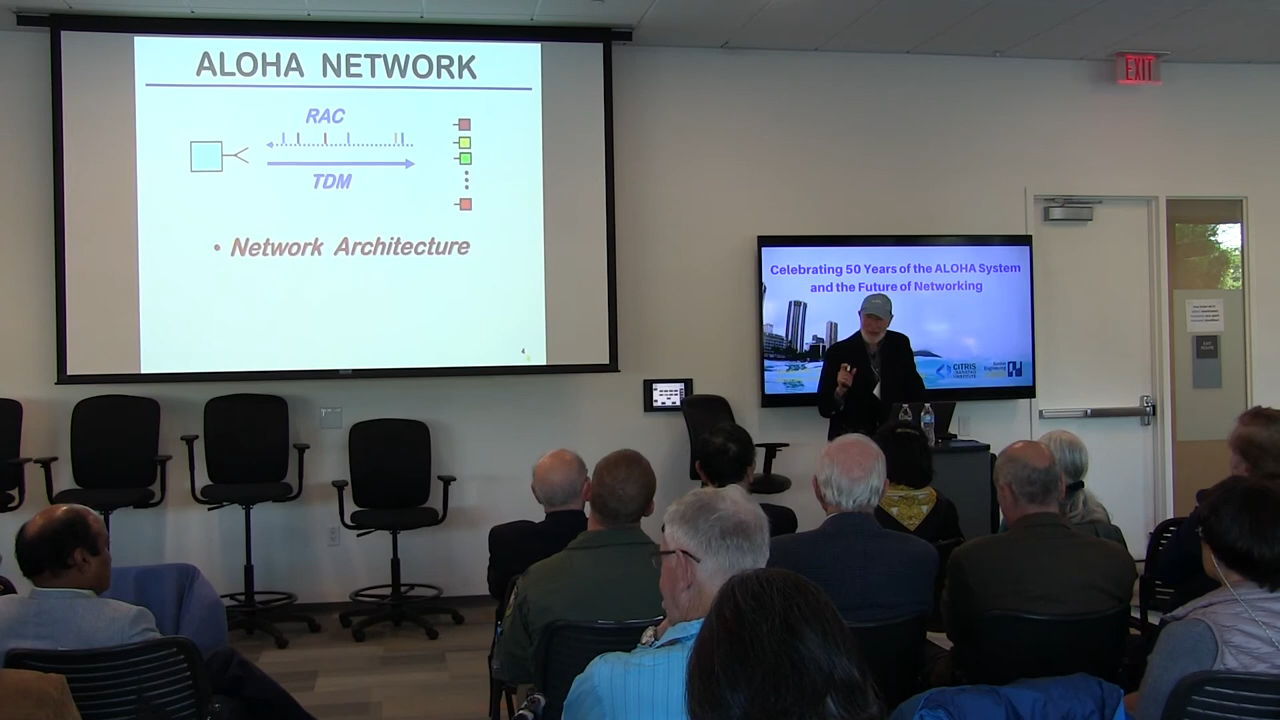 ALOHA NETWORK
RAC
TDM
• Network Architecture
4
EXIT
Celebrating 50 Years of the ALOHA System
and the Future of Networking
CITRIS